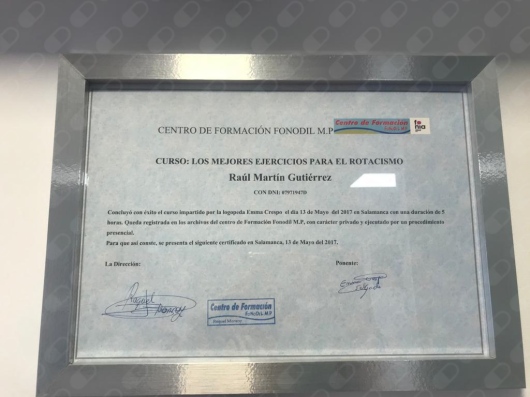 CENTRO DE FORMACIÓN FONODIL M.P
Centro de Formación
CURSO: LOS MEJORES EJERCICIOS PARA EL ROTACISMO
Raúl Martín Gutiérrez
CON DNI:
Concluyó con éxito el curso impartido por la logopeda Emma Crespo el día 13 de Mayo del 2017 en Salamanca con una duración de 5
horas. Queda registrada en los archivos del centro de Formación Fonodil M.P, con carácter privado y ejecutado por un procedimiento
presencial.
Para que así conste, se presenta el siguiente certificado en Salamanca, 13 de Mayo del 2017.
La Dirección:
Ponente:
Centro de Formación
FonoDiL M.P